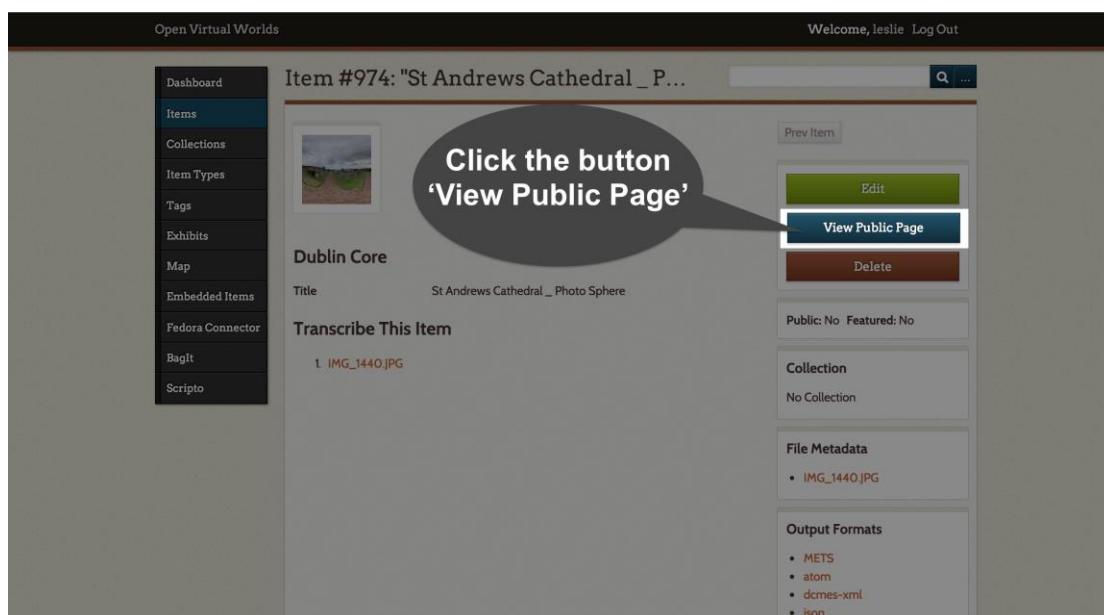 Open Virtual Worlds
Welcome, leslie Log Out
Dashboard
Items
Collections
Item Types
Tags
Exhibits
Map
Embedded Items
Fedora Connector
BagIt
Scripto
Item #974: "St Andrews Cathedral _ P...
...
Click the button
‘View Public Page’
Dublin Core
Title St Andrews Cathedral _ Photo Sphere
Transcribe This Item
1. IMG_1440.JPG
Prev Item
Edit
View Public Page
Delete
Public: No Featured: No
Collection
No Collection
File Metadata
• IMG_1440.JPG
Output Formats
• METS
• atom
• dcmes-xml
• json